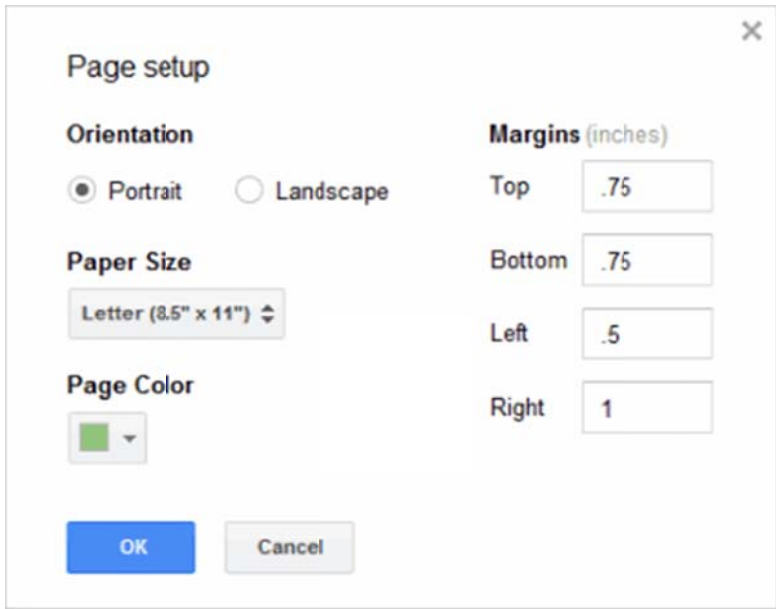 Page setup
Orientation
Portrait Landscape
Paper Size
Letter (8.5" x 11")
Page Color
Margins (inches)
Top .75
Bottom .75
Left .5
Right 1
OK Cancel